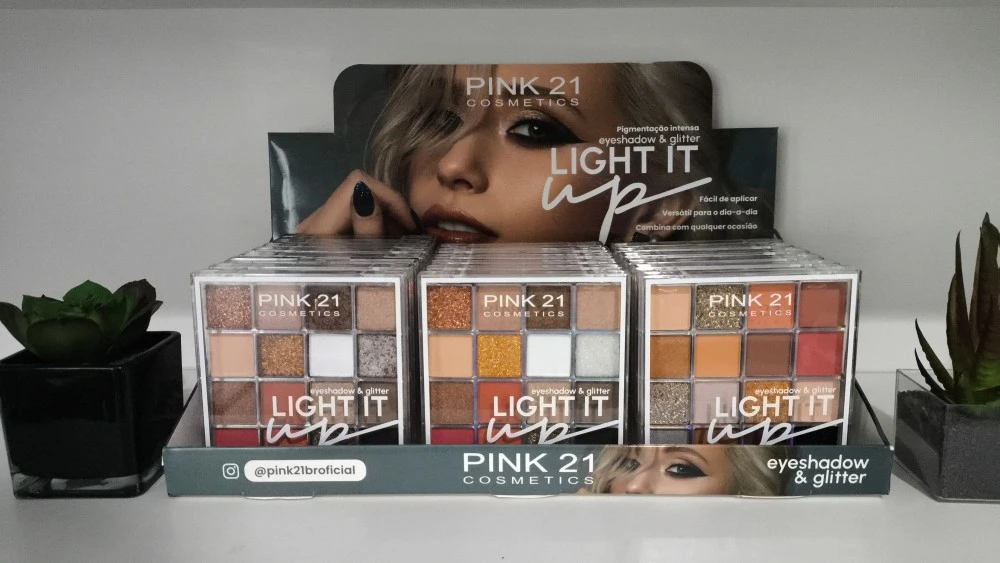 PINK 21
COSMETICS
Pigmentação intensa
eyeshadow & glitter
LIGHT IT
up
Fácil de aplicar
Versátil para o dia-a-dia
Combina com qualquer ocasião
PINK 21
COSMETICS
eyeshadow & glitter
LIGHT IT
up
PINK 21
COSMETICS
eyeshadow & glitter
LIGHT IT
up
PINK 21
COSMETICS
eyeshadow & glitter
LIGHT IT
up
@pink21broficial
PINK 21
COSMETICS
eyeshadow
& glitter